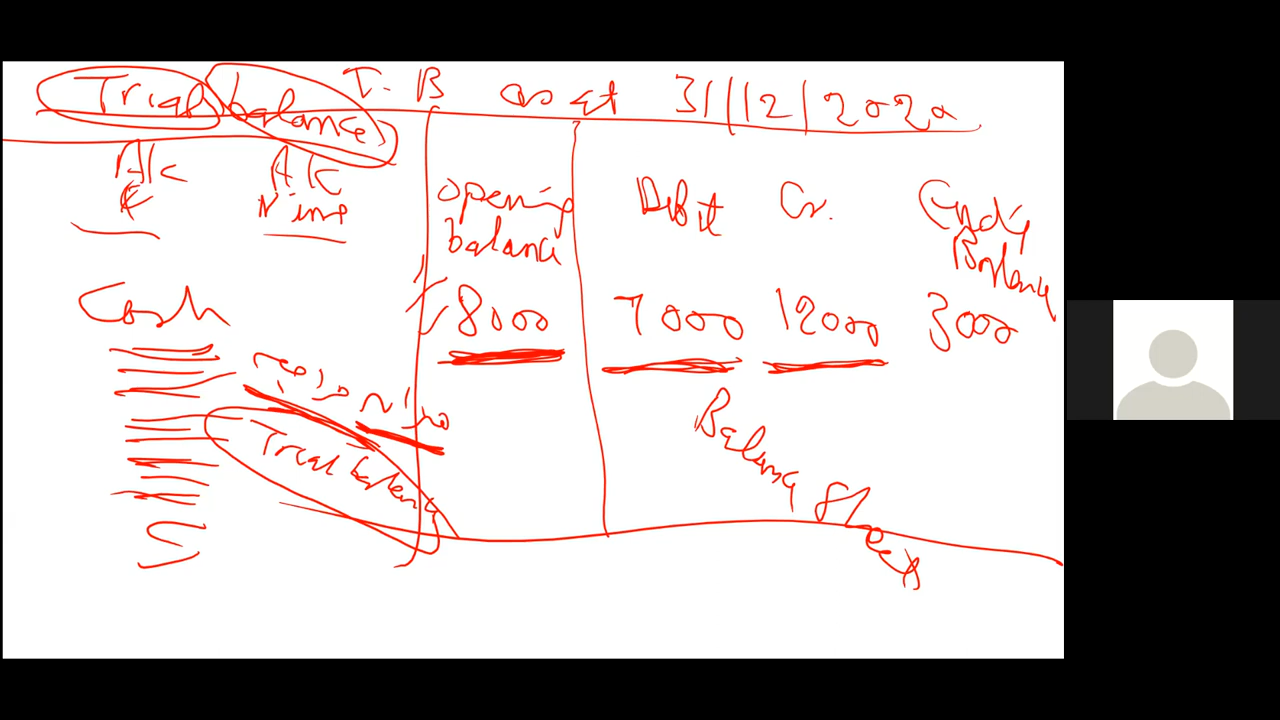 Trial balance T.B as at 31/12/2020
A/c A/c
# Name
opening balance
Debit Cr. Ending Balance
Cash 8000 7000 12000 3000
Trial balance
Balance Sheet